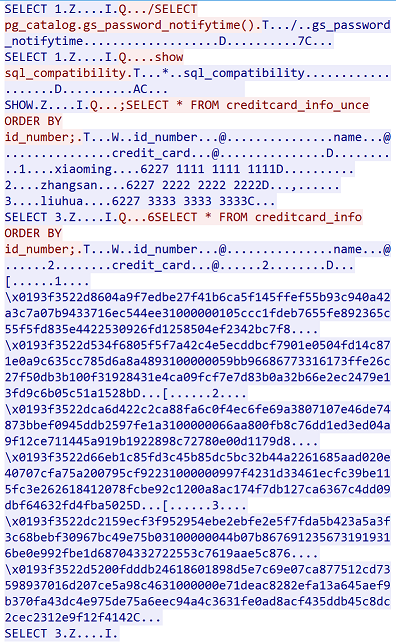 SELECT 1.Z....I.Q..../SELECT
pg_catalog.gs_password_notifytime().T.../..gs_password
_notifytime...................D..........7C...
SELECT 1.Z....I.Q....show
sql_compatibility.T...*..sql_compatibility..............
........D..........AC...
SHOW.Z....I.Q...;SELECT * FROM creditcard_info_unce
ORDER BY
id_number;.T...W..id_number...@...............name...@..
...............credit_card...@...............D.........
..1....xiaoming....6227 1111 1111 1111D..........
2....zhangsan....6227 2222 2222 2222D...,......
3....liuhua....6227 3333 3333 3333C...
SELECT 3.Z....I.Q...6SELECT * FROM creditcard_info
ORDER BY
id_number;.T...W..id_number...@...............name...@..
......2........credit_card...@......2........D...
[......1....
\x0193f3522d8604a9f7edbe27f41b6ca5f145ffef55b93c940a42
a3c7a07b9433716ec544ee31000000105ccc1fdeb7655fe892365c
55f5fd835e4422530926fd1258504ef2342bc7f8....
\x0193f3522d534f6805f5f7a42c4e5ecddbcf7901e0504fd14c87
1e0a9c635cc785d6a8a4893100000059bb96686773316173ffe26c
27f50db3b100f31928431e4ca09fcf7e7d83b0a32b66e2ec2479e1
3fd9c6b05c51a1528bD...[......2....
\x0193f3522dca6d422c2ca88fa6c0f4ec6fe69a3807107e46de74
873bbef0945ddb2597fe1a3100000066aa800fb8c76dd1ed3ed04a
9f12ce711445a919b1922898c72780e00d1179d8....
\x0193f3522d66eb1c85fd3c45b85dc5bc32b44a2261685aad020e
40707cfa75a200795cf92231000000997f4231d33461ecfc39be11
5fc3e262618412078fcbe92c1200a8ac174f7db127ca6367c4dd09
dbf64632fd4fba5025D...[......3....
\x0193f3522dc2159ecf3f952954ebe2ebfe2e5f7fda5b423a5a3f
3c68bebf30967bc49e75b03100000044b07b867691235673191931
6be0e992fbe1d68704332722553c7619aae5c876....
\x0193f3522d5200fdddb24618601898d5e7c69e07ca877512cd73
598937016d207ce5a98c4631000000e71deac8282efa13a645aef9
b370fa43dc4e975de75a6eec94a4c3631fe0ad8acf435ddb45c8dc
2cec2312e9f12f4142C...
SELECT 3.Z....I.